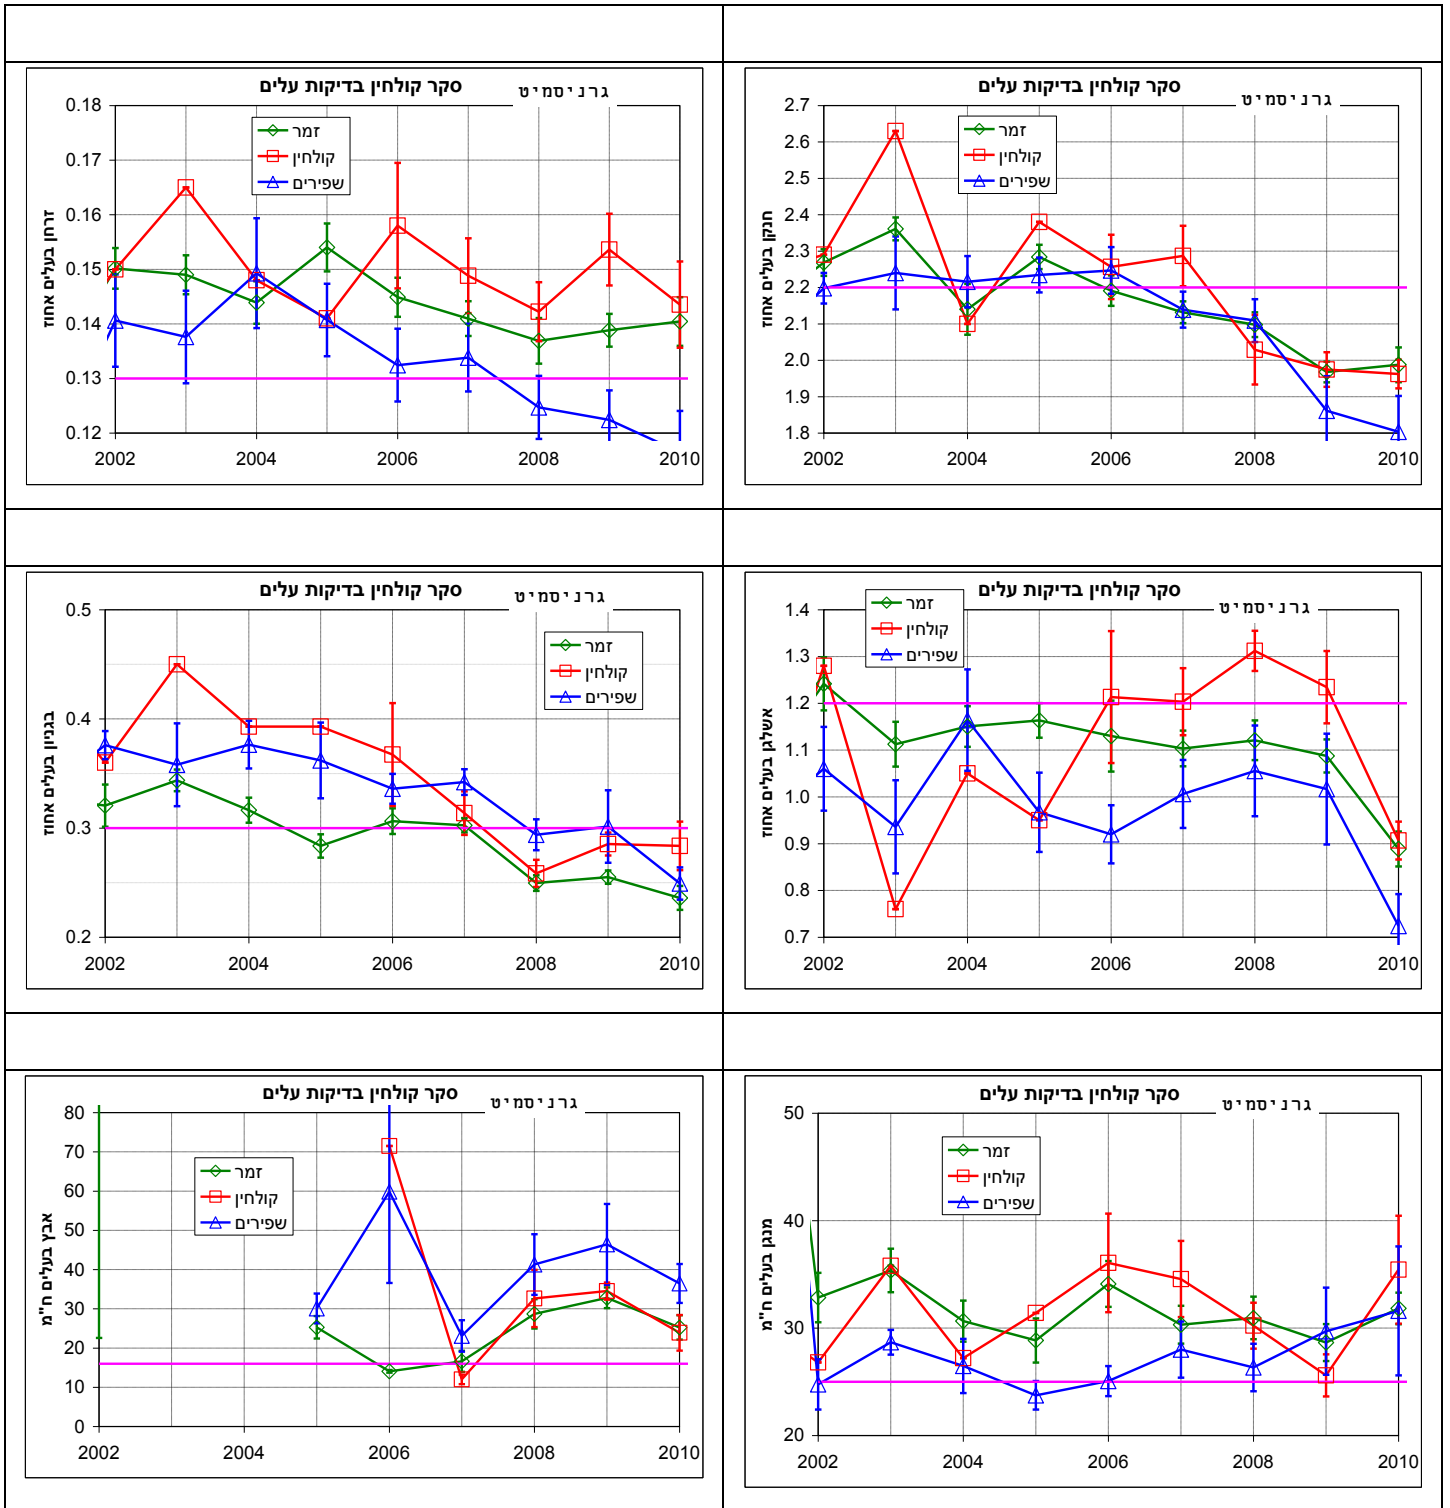 סקר קולחין בדיקות עלים
גרניסמיט
חנקן בעלים אחוז
זמר
קולחין
שפירים
2.7
2.6
2.5
2.4
2.3
2.2
2.1
2.0
1.9
1.8
2002 2004 2006 2008 2010
סקר קולחין בדיקות עלים
גרניסמיט
זרחן בעלים אחוז
זמר
קולחין
שפירים
0.18
0.17
0.16
0.15
0.14
0.13
0.12
2002 2004 2006 2008 2010
סקר קולחין בדיקות עלים
גרניסמיט
אשלגן בעלים אחוז
זמר
קולחין
שפירים
1.4
1.3
1.2
1.1
1.0
0.9
0.8
0.7
2002 2004 2006 2008 2010
סקר קולחין בדיקות עלים
גרניסמיט
בגניון בעלים אחוז
זמר
קולחין
שפירים
0.5
0.4
0.3
0.2
2002 2004 2006 2008 2010
סקר קולחין בדיקות עלים
גרניסמיט
מנגן בעלים ח"מ
זמר
קולחין
שפירים
50
40
30
20
2002 2004 2006 2008 2010
סקר קולחין בדיקות עלים
גרניסמיט
אבץ בעלים ח"מ
זמר
קולחין
שפירים
80
70
60
50
40
30
20
10
0
2002 2004 2006 2008 2010